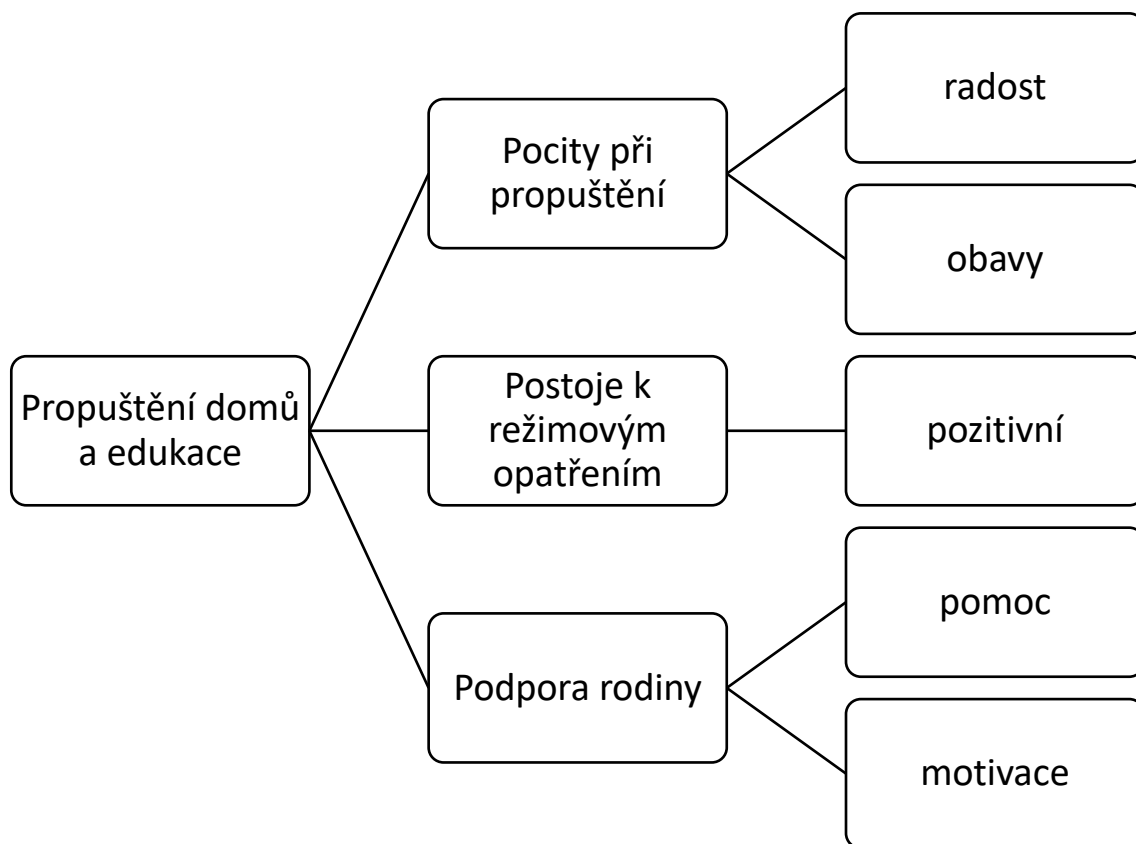 Propuštění domů
a edukace
Pocity při
propuštění
radost
obavy
Postoje k
režimovým
opatřením
pozitivní
Podpora rodiny
pomoc
motivace